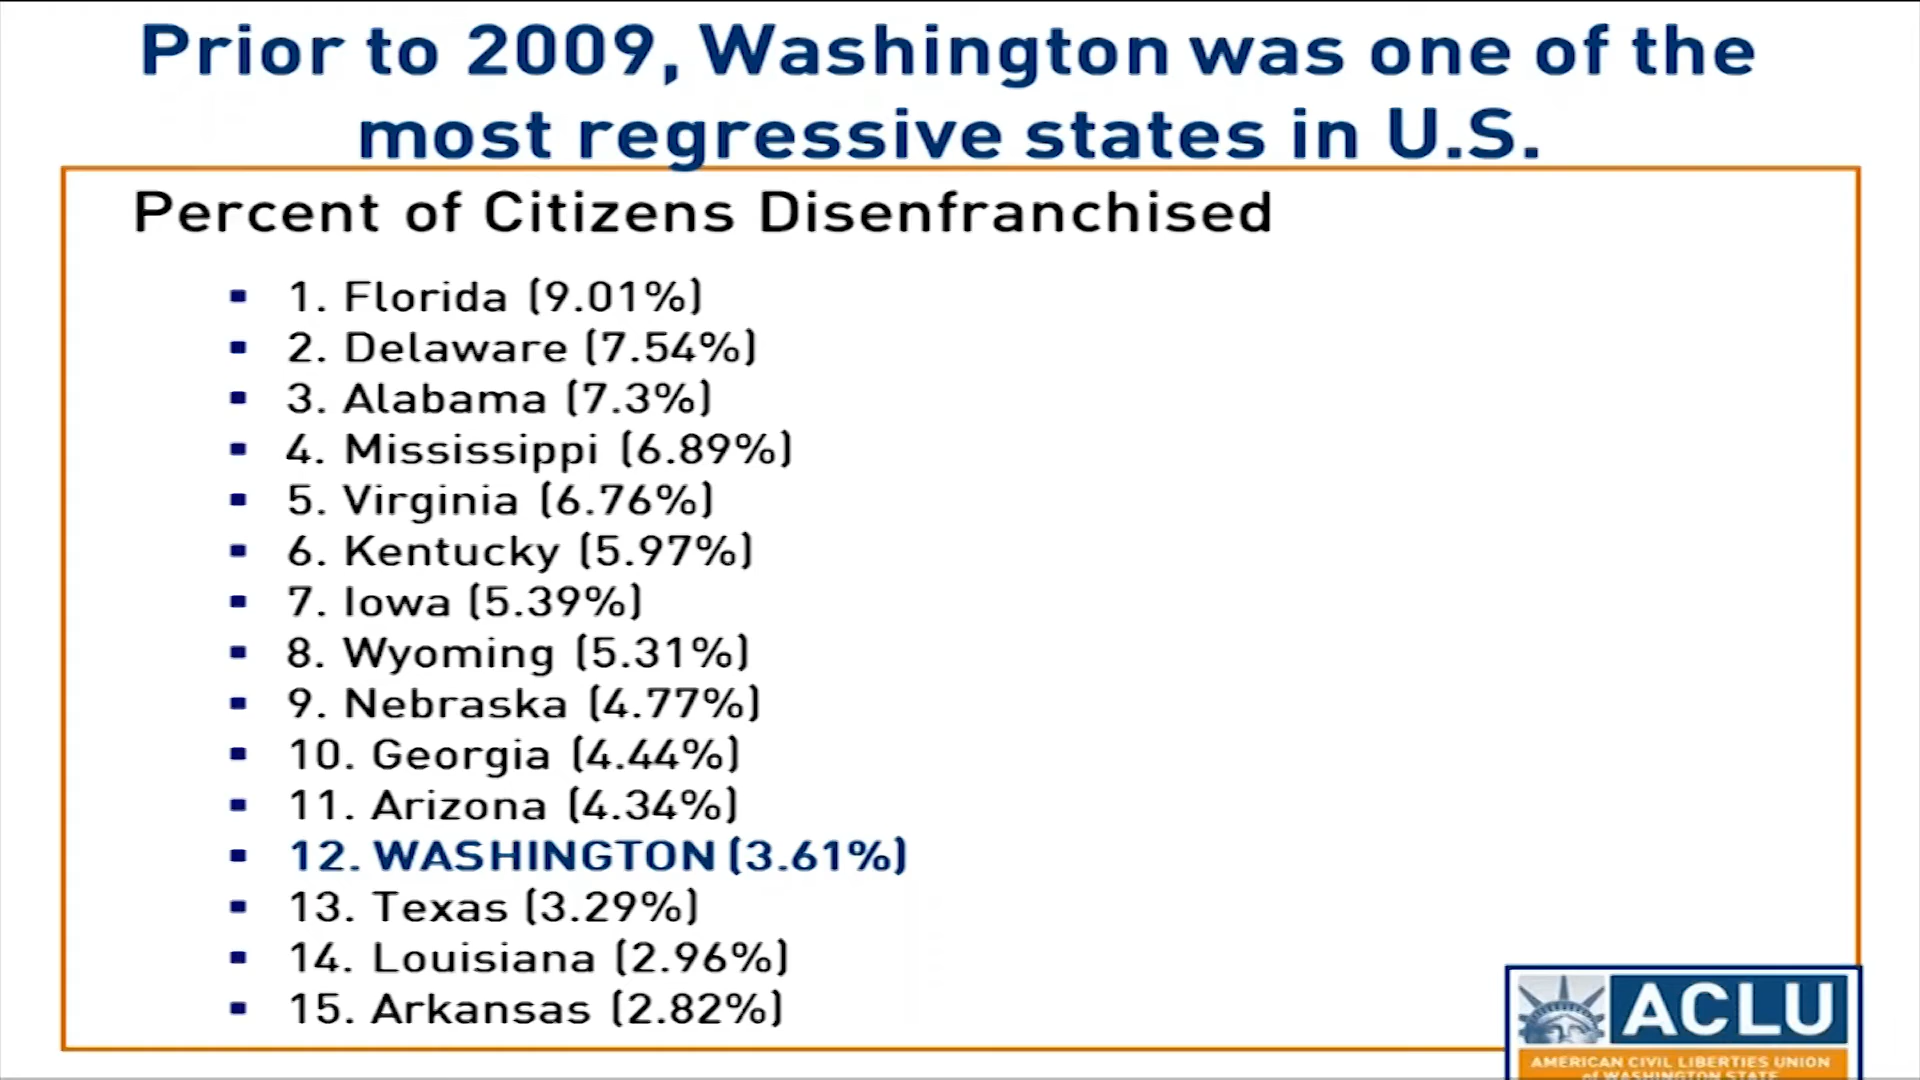 Prior to 2009, Washington was one of the
most regressive states in U.S.
Percent of Citizens Disenfranchised
▪ 1. Florida (9.01%)
▪ 2. Delaware (7.54%)
▪ 3. Alabama (7.3%)
▪ 4. Mississippi (6.89%)
▪ 5. Virginia (6.76%)
▪ 6. Kentucky (5.97%)
▪ 7. Iowa (5.39%)
▪ 8. Wyoming (5.31%)
▪ 9. Nebraska (4.77%)
▪ 10. Georgia (4.44%)
▪ 11. Arizona (4.34%)
▪ 12. WASHINGTON (3.61%)
▪ 13. Texas (3.29%)
▪ 14. Louisiana (2.96%)
▪ 15. Arkansas (2.82%)
ACLU
AMERICAN CIVIL LIBERTIES UNION
of WASHINGTON STATE